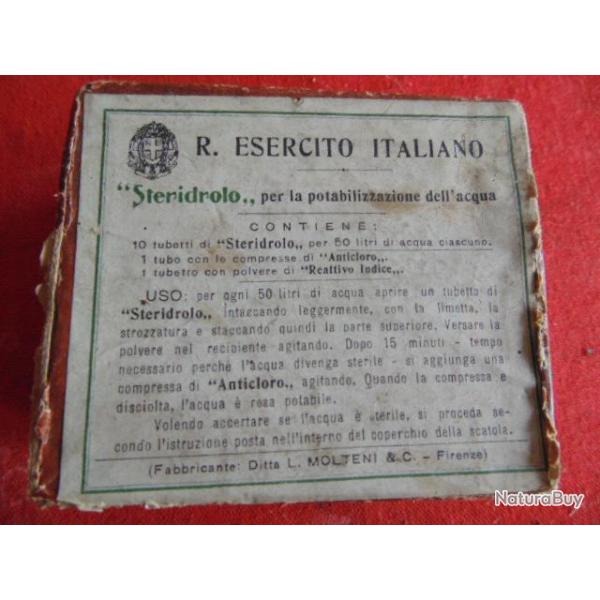 R. ESERCITO ITALIANO
"Steridrolo„ per la potabilizzazione dell'acqua
CONTIENE:
10 tubetti di "Steridrolo„ per 50 litri di acqua ciascuno.
1 tubo con le compresse di "Anticloro„.
1 tubetto con polvere di "Reattivo Indice„.
USO: per ogni 50 litri di acqua aprire un tubetto di
"Steridrolo„ intaccando leggermente, con la limetta, la
strozzatura e staccando quindi la parte superiore. Versare la
polvere nel recipiente agitando. Dopo 15 minuti - tempo
necessario perchè l'acqua divenga sterile - si aggiunga una
compressa di "Anticloro„ agitando. Quando la compressa è
disciolta, l'acqua è resa potabile.
Volendo accertare se l'acqua è sterile, si proceda se-
condo l'istruzione posta nell'interno del coperchio della scatola.
(Fabbricante: Ditta L. MOLTENI & C. - Firenze)
NaturaBuy